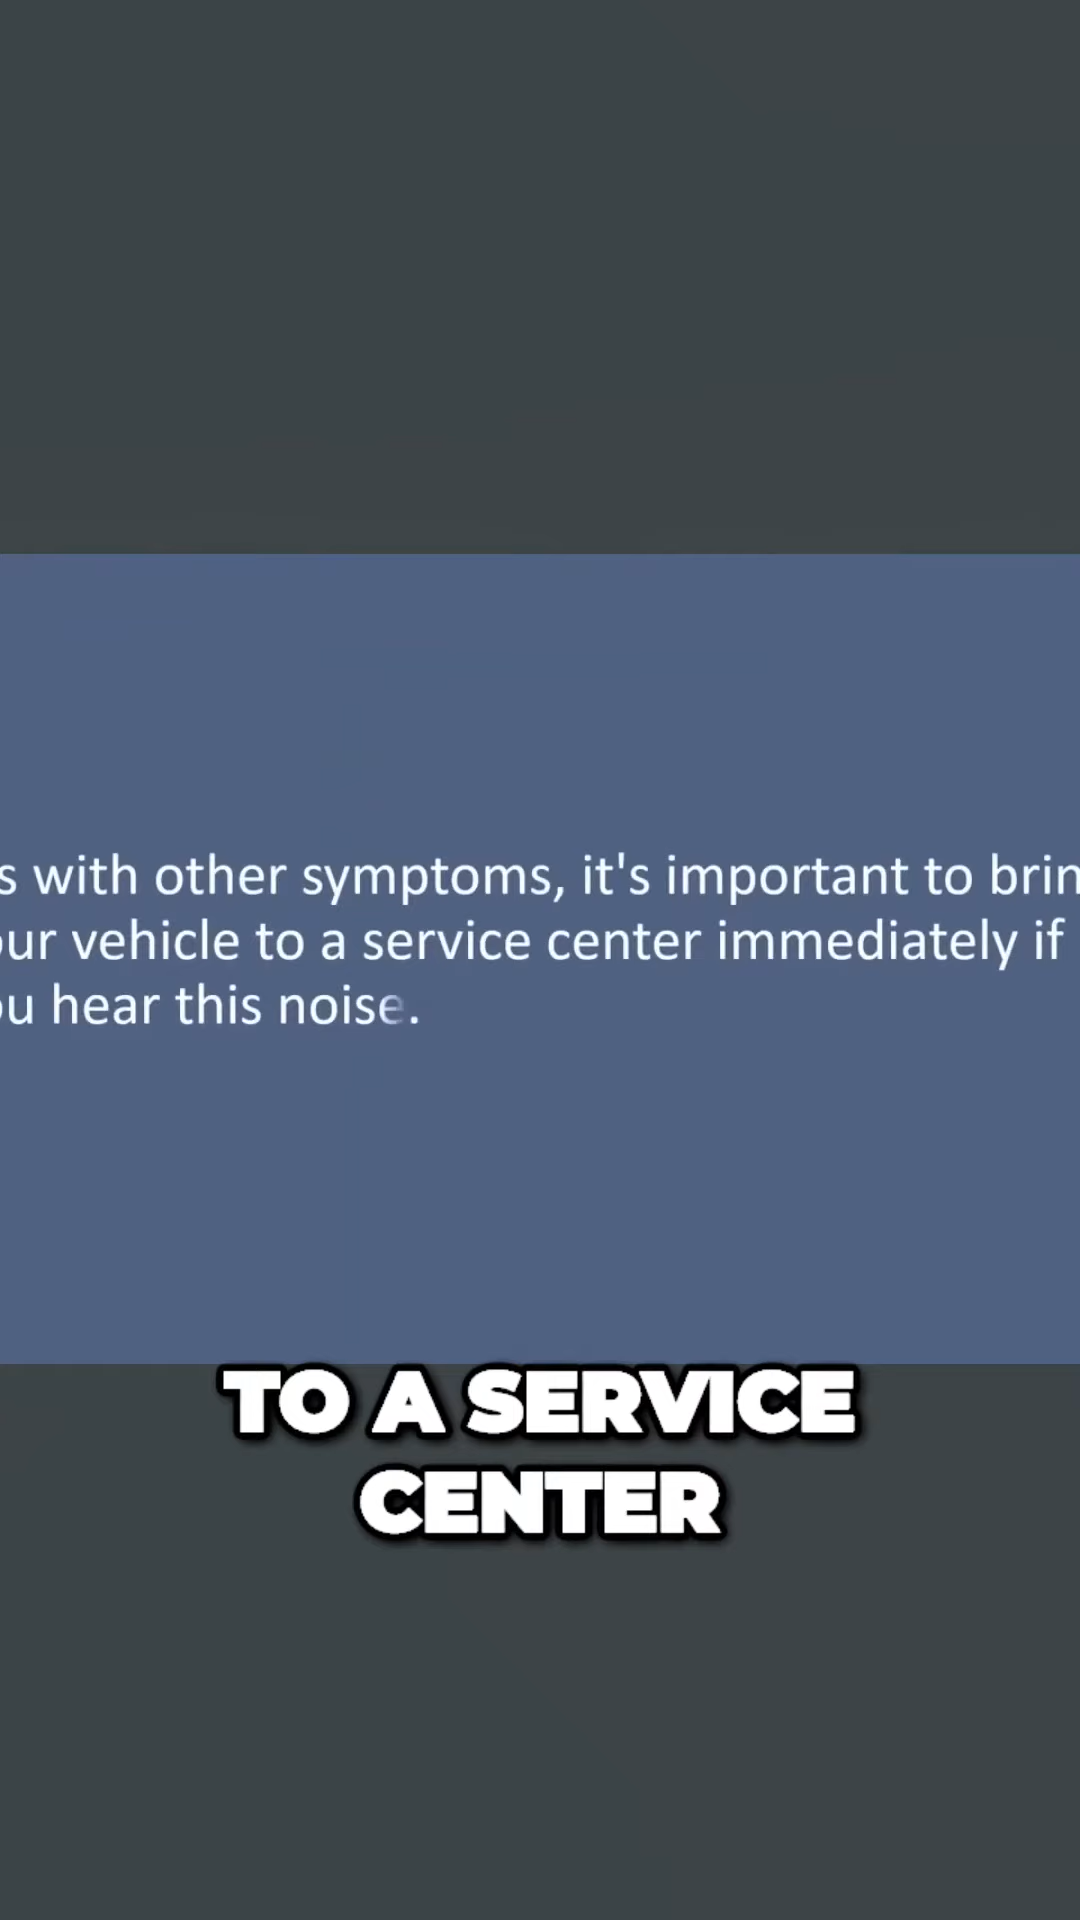 s with other symptoms, it's important to brin
our vehicle to a service center immediately if
ou hear this noise.
TO A SERVICE
CENTER